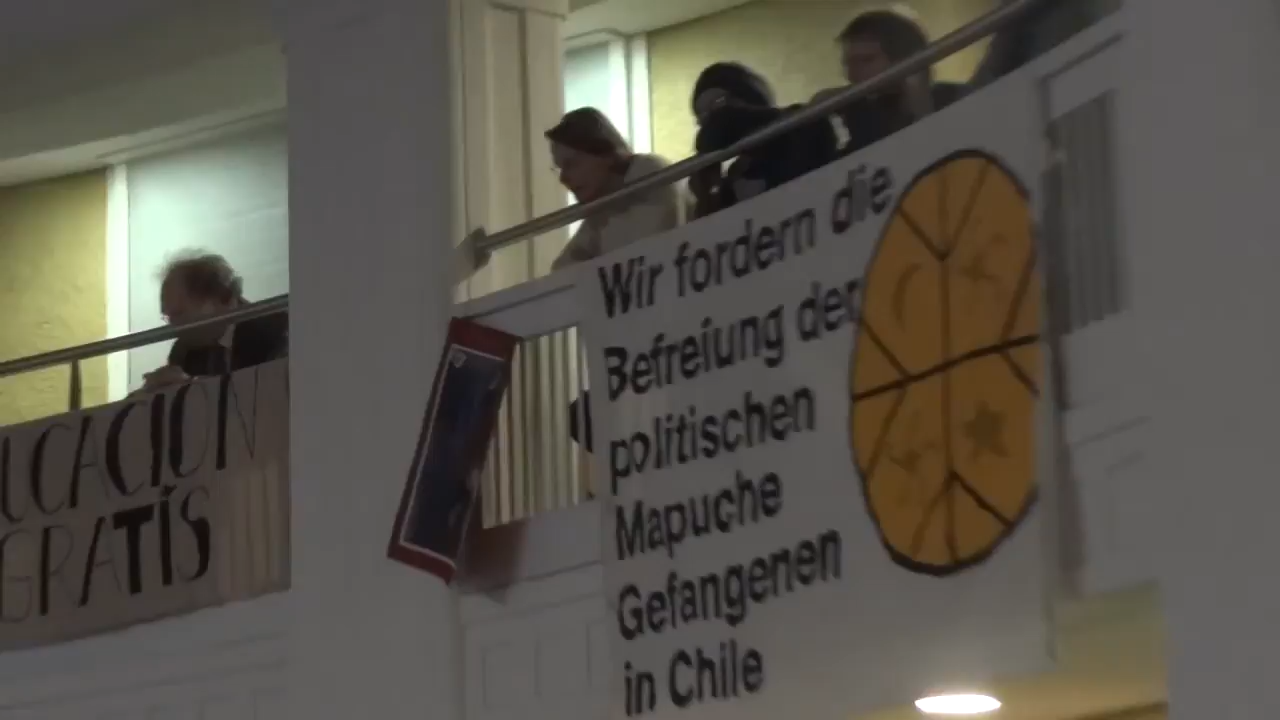 UCACION
GRATIS
Wir fordern die
Befreiung der
politischen
Mapuche
Gefangenen
in Chile